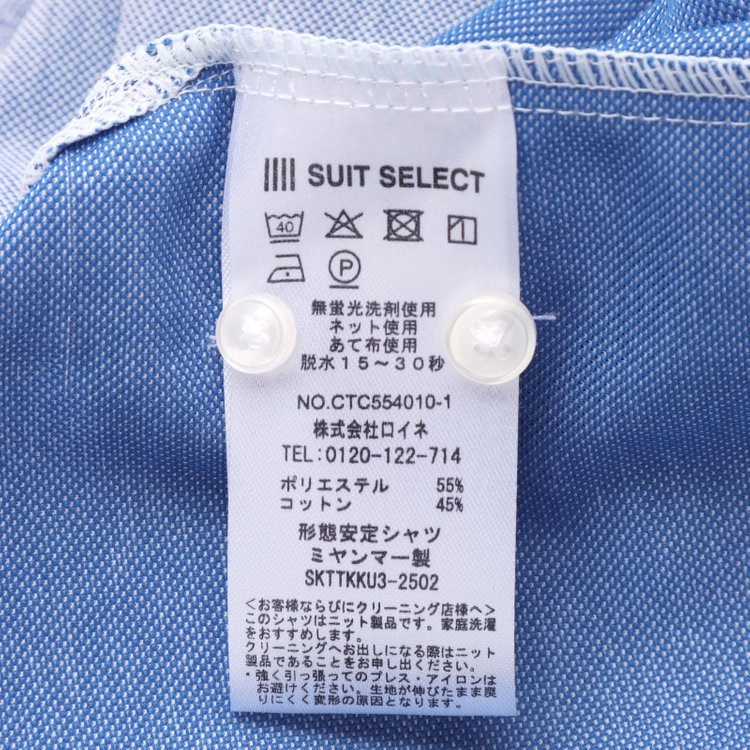 SUIT SELECT
40
P
無蛍光洗剤使用
ネット使用
あて布使用
脱水15~30秒
NO.CTC554010-1
株式会社ロイネ
TEL:0120-122-714
ポリエステル 55%
コットン 45%
形態安定シャツ
ミャンマー製
SKTTKKU3-2502
<お客様ならびにクリーニング店様へ>
このシャツはニット製品です。家庭洗濯
をおすすめします。
クリーニングへお出しになる際はニット
製品であることをお申し出ください。
・強く引っ張ってのプレス・アイロンは
お避けください。生地が伸びたまま戻
りにくく変形の原因となります。